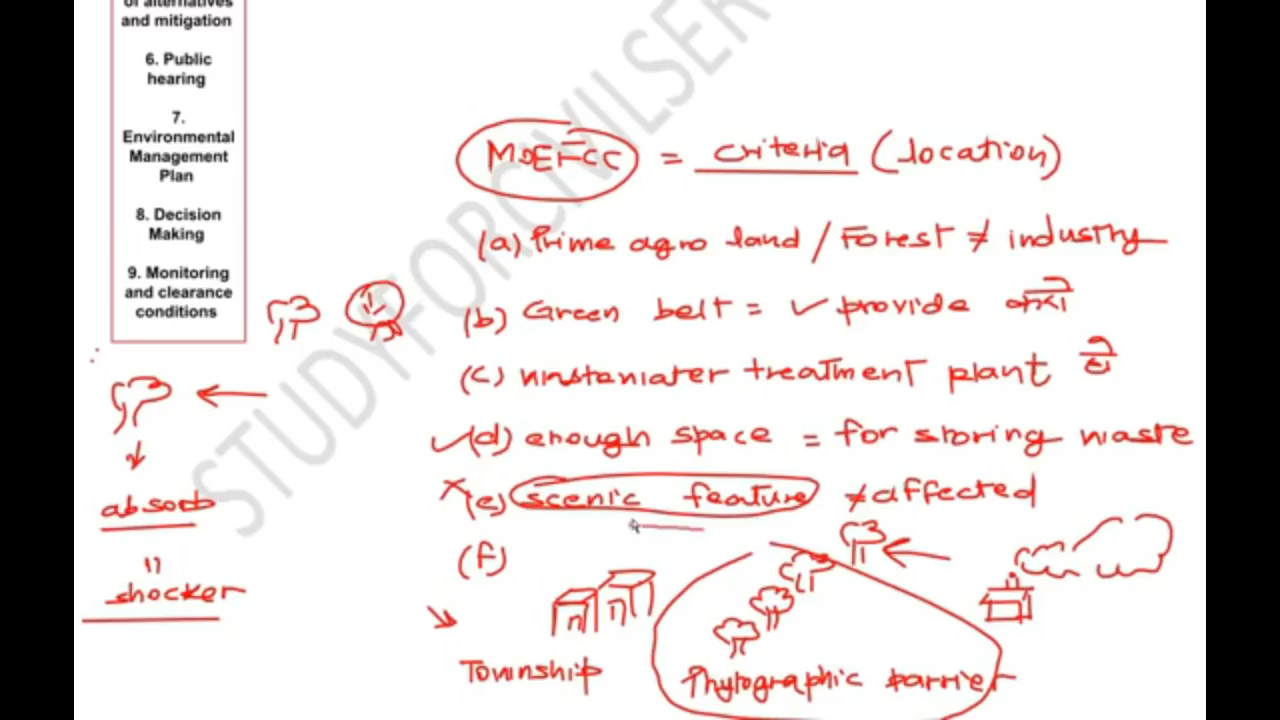 of alternatives
and mitigation
6. Public
hearing
7.
Environmental
Management
Plan
8. Decision
Making
9. Monitoring
and clearance
conditions
STUDYFORCIVILSER
MOEFCC = criteria (location)
(a) Prime agro land / Forest ≠ industry
(b) Green belt = ✓ provide
(c) wastewater treatment plant
✓(d) enough space = for storing waste
×(e) scenic feature ≠ affected
(f)
absorb
shocker
Township
Phytographic barrier